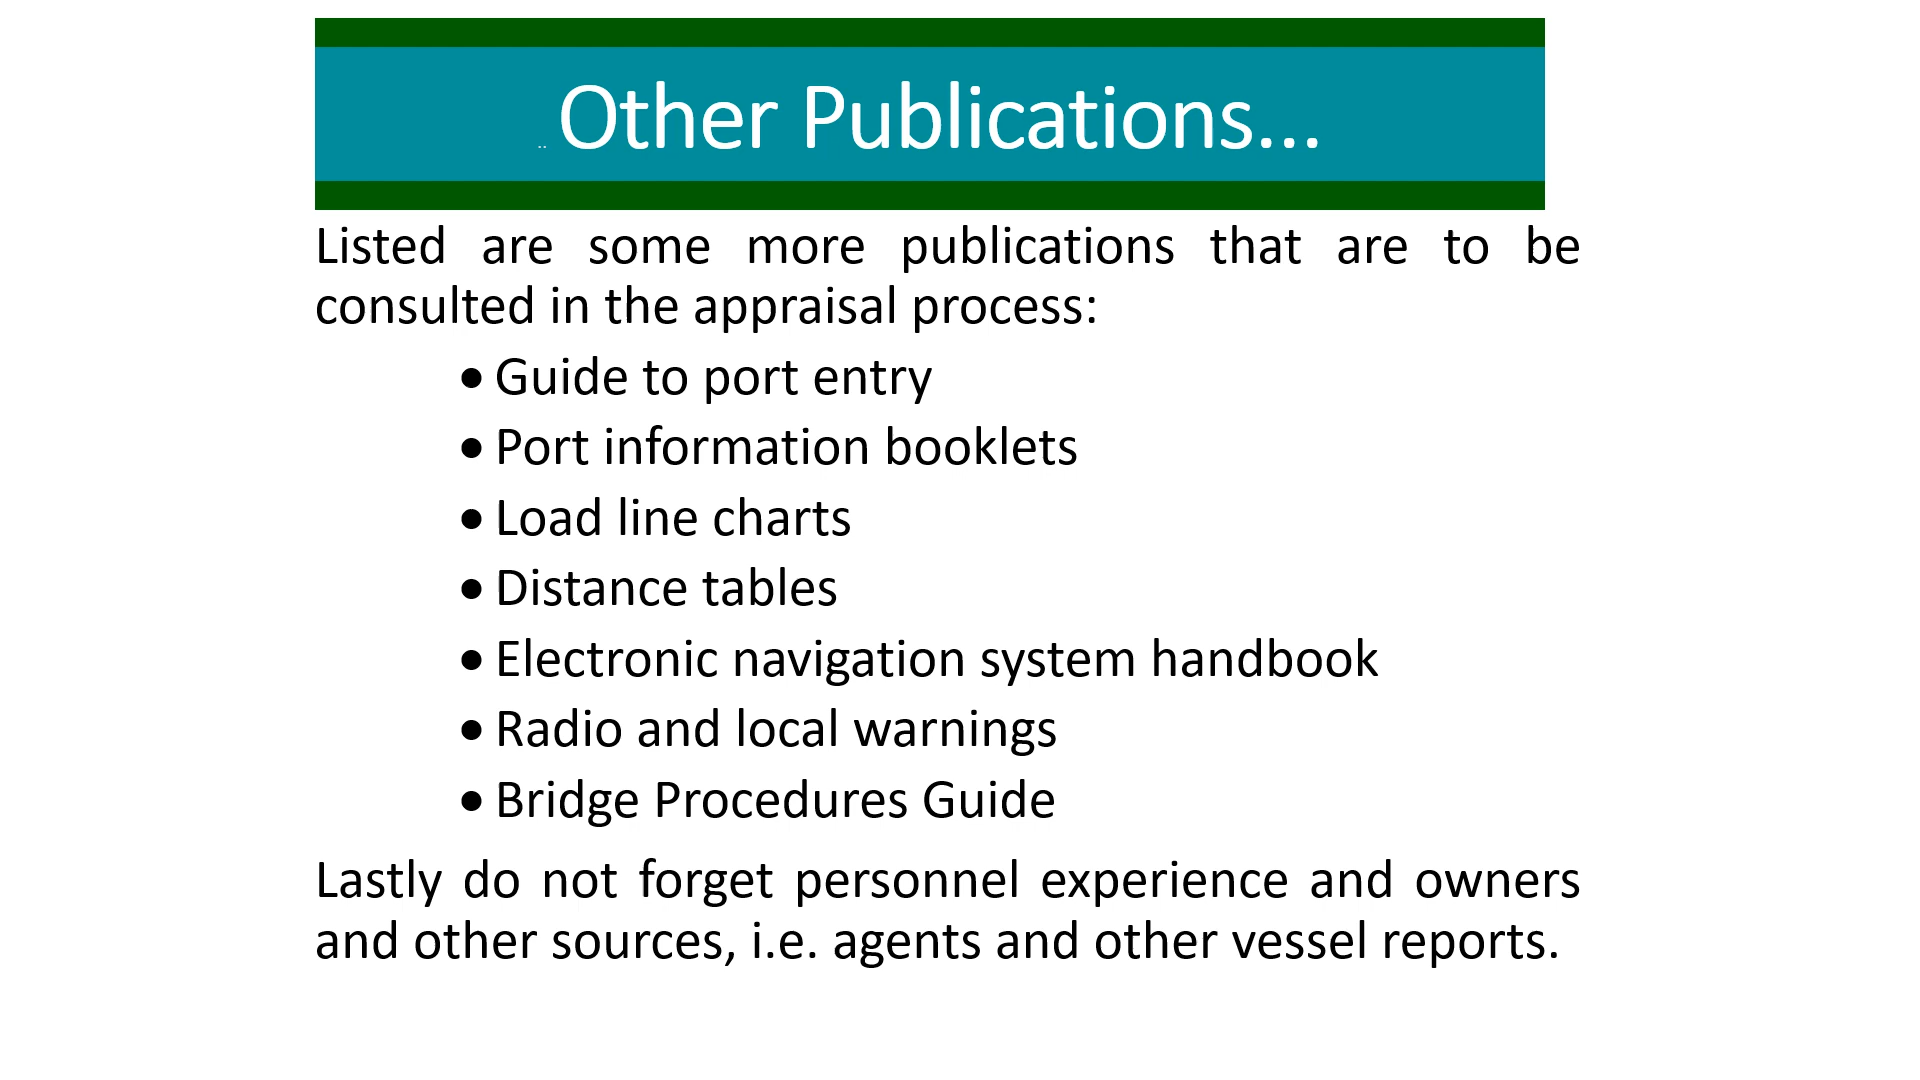 .. Other Publications...
Listed are some more publications that are to be
consulted in the appraisal process:
• Guide to port entry
• Port information booklets
• Load line charts
• Distance tables
• Electronic navigation system handbook
• Radio and local warnings
• Bridge Procedures Guide
Lastly do not forget personnel experience and owners
and other sources, i.e. agents and other vessel reports.